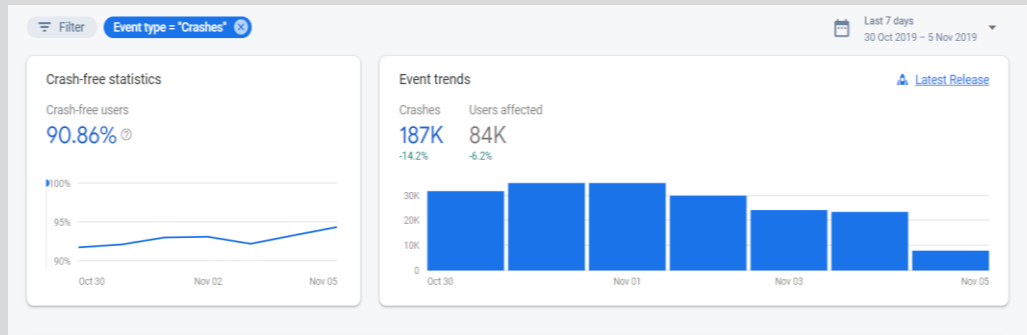 Filter
Event type = "Crashes"
Last 7 days
30 Oct 2019 – 5 Nov 2019
Crash-free statistics
Crash-free users
90.86%
100%
95%
90%
Oct 30 Nov 02 Nov 05
Event trends
Latest Release
Crashes Users affected
187K 84K
-14.2% -6.2%
30K
20K
10K
0
Oct 30 Nov 01 Nov 03 Nov 05